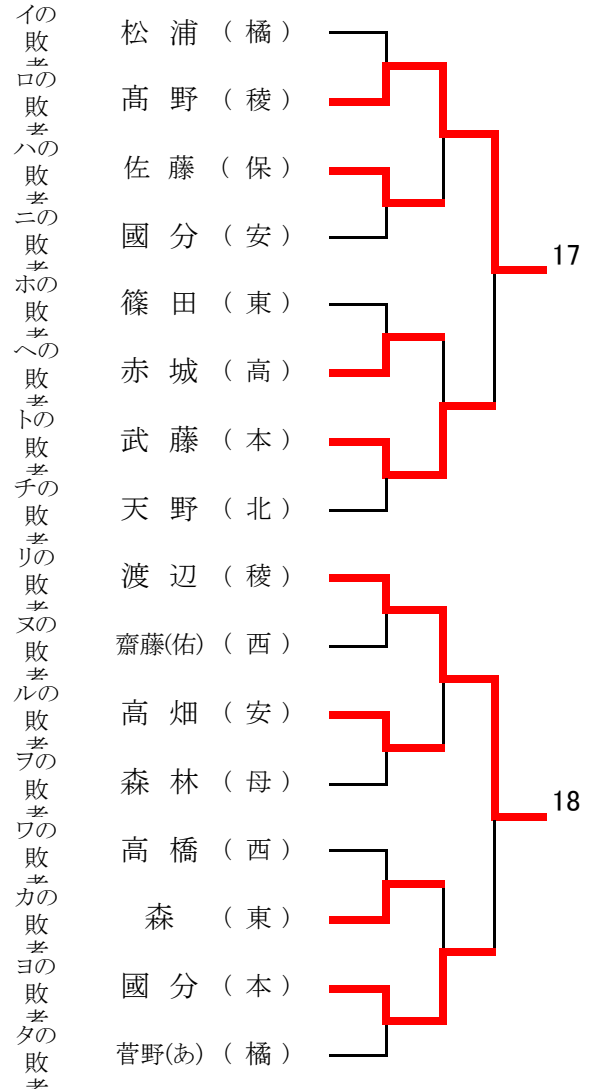 イの敗者 松浦 (橘)
ロの敗者 髙野 (稜)
ハの敗者 佐藤 (保)
ニの敗者 國分 (安)
17
ホの敗者 篠田 (東)
ヘの敗者 赤城 (高)
トの敗者 武藤 (本)
チの敗者 天野 (北)
リの敗者 渡辺 (稜)
ヌの敗者 齋藤(佑) (西)
ルの敗者 高畑 (安)
ヲの敗者 森林 (母)
18
ワの敗者 高橋 (西)
カの敗者 森 (東)
ヨの敗者 國分 (本)
タの敗者 菅野(あ) (橘)